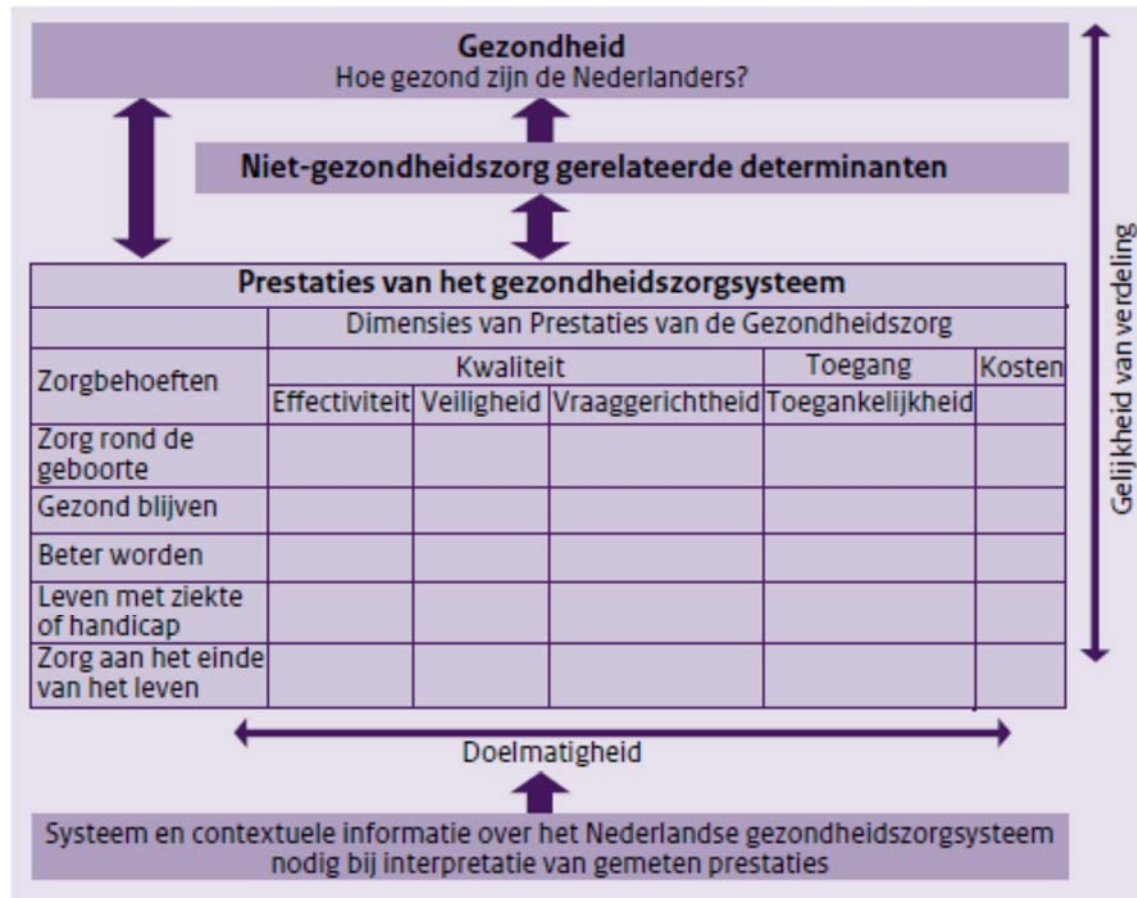 Gezondheid
Hoe gezond zijn de Nederlanders?
Niet-gezondheidszorg gerelateerde determinanten
Prestaties van het gezondheidszorgsysteem
Dimensies van Prestaties van de Gezondheidszorg
Zorgbehoeften
Kwaliteit
Toegang
Kosten
Effectiviteit
Veiligheid
Vraaggerichtheid
Toegankelijkheid
Zorg rond de
geboorte
Gezond blijven
Beter worden
Leven met ziekte
of handicap
Zorg aan het einde
van het leven
Doelmatigheid
Systeem en contextuele informatie over het Nederlandse gezondheidszorgsysteem
nodig bij interpretatie van gemeten prestaties
Gelijkheid van verdeling